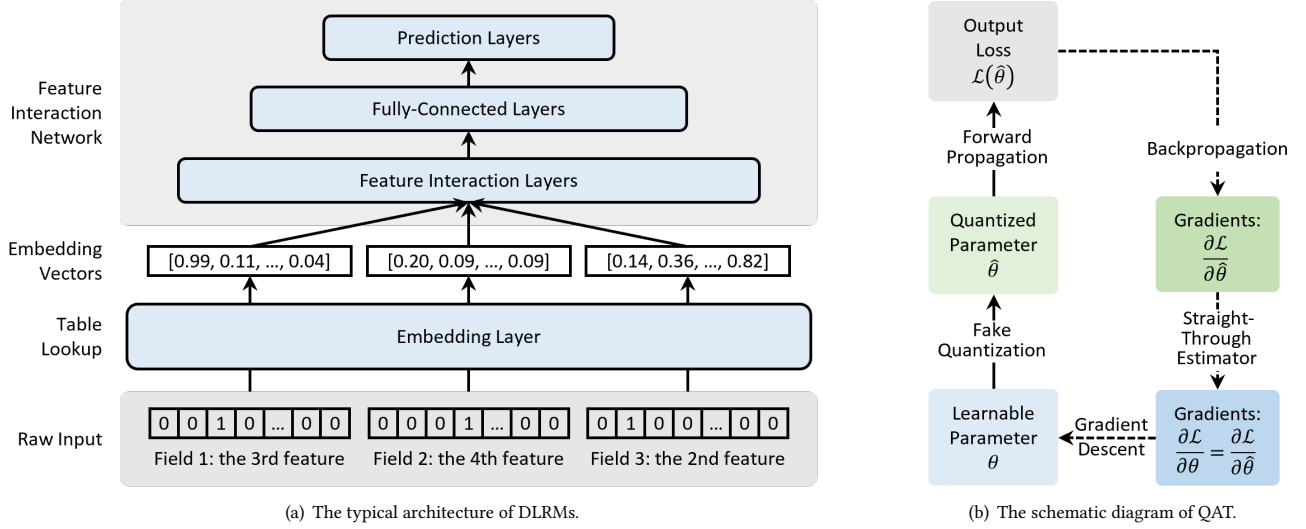 Prediction Layers
Feature
Interaction
Network
Fully-Connected Layers
Feature Interaction Layers
Embedding
Vectors
[0.99, 0.11, ..., 0.04]
[0.20, 0.09, ..., 0.09]
[0.14, 0.36, ..., 0.82]
Table
Lookup
Embedding Layer
Raw Input
0 0 1 0 ... 0 0
0 0 0 1 ... 0 0
0 1 0 0 ... 0 0
Field 1: the 3rd feature
Field 2: the 4th feature
Field 3: the 2nd feature
(a) The typical architecture of DLRMs.
Output
Loss
ℒ(θ̂)
Forward
Propagation
Backpropagation
Quantized
Parameter
θ̂
Gradients:
∂ℒ/∂θ̂
Fake
Quantization
Straight-
Through
Estimator
Learnable
Parameter
θ
Gradient
Descent
Gradients:
∂ℒ/∂θ = ∂ℒ/∂θ̂
(b) The schematic diagram of QAT.